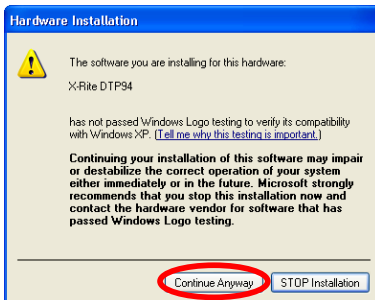 Hardware Installation
The software you are installing for this hardware:
X-Rite DTP94
has not passed Windows Logo testing to verify its compatibility
with Windows XP. (Tell me why this testing is important.)
Continuing your installation of this software may impair
or destabilize the correct operation of your system
either immediately or in the future. Microsoft strongly
recommends that you stop this installation now and
contact the hardware vendor for software that has
passed Windows Logo testing.
Continue Anyway
STOP Installation